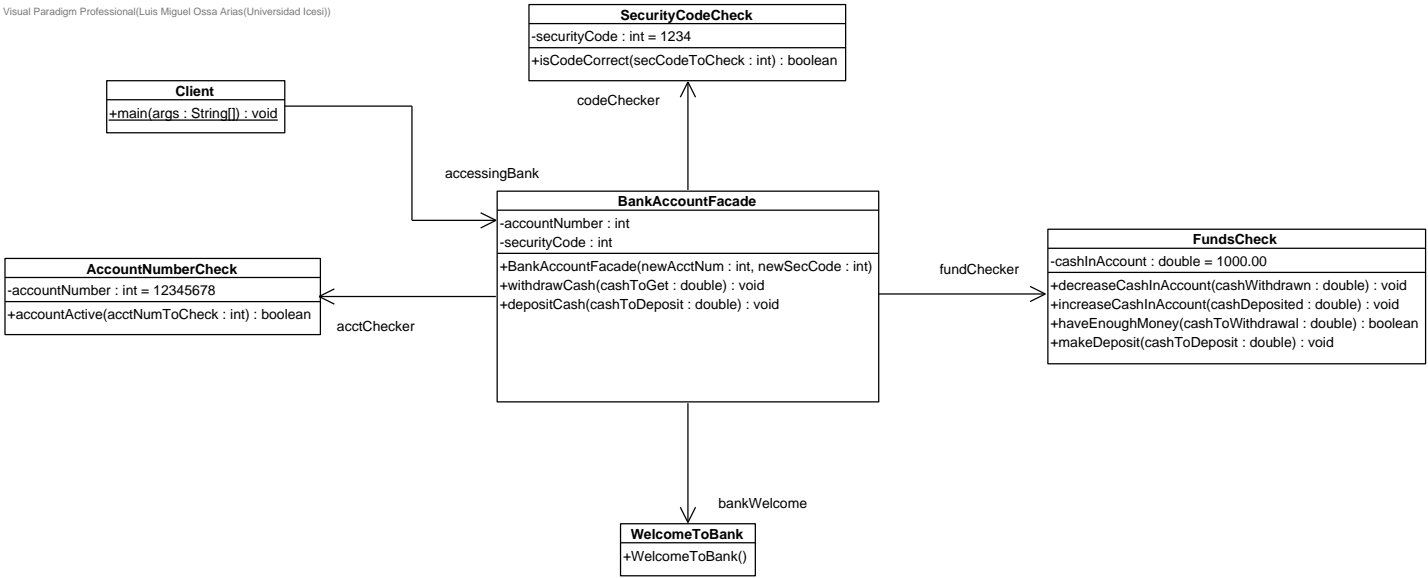 Visual Paradigm Professional(Luis Miguel Ossa Arias(Universidad Icesi))
SecurityCodeCheck
-securityCode : int = 1234
+isCodeCorrect(secCodeToCheck : int) : boolean
Client
+main(args : String[]) : void
codeChecker
accessingBank
BankAccountFacade
-accountNumber : int
-securityCode : int
+BankAccountFacade(newAcctNum : int, newSecCode : int)
+withdrawCash(cashToGet : double) : void
+depositCash(cashToDeposit : double) : void
AccountNumberCheck
-accountNumber : int = 12345678
+accountActive(acctNumToCheck : int) : boolean
acctChecker
fundChecker
FundsCheck
-cashInAccount : double = 1000.00
+decreaseCashInAccount(cashWithdrawn : double) : void
+increaseCashInAccount(cashDeposited : double) : void
+haveEnoughMoney(cashToWithdrawal : double) : boolean
+makeDeposit(cashToDeposit : double) : void
bankWelcome
WelcomeToBank
+WelcomeToBank()